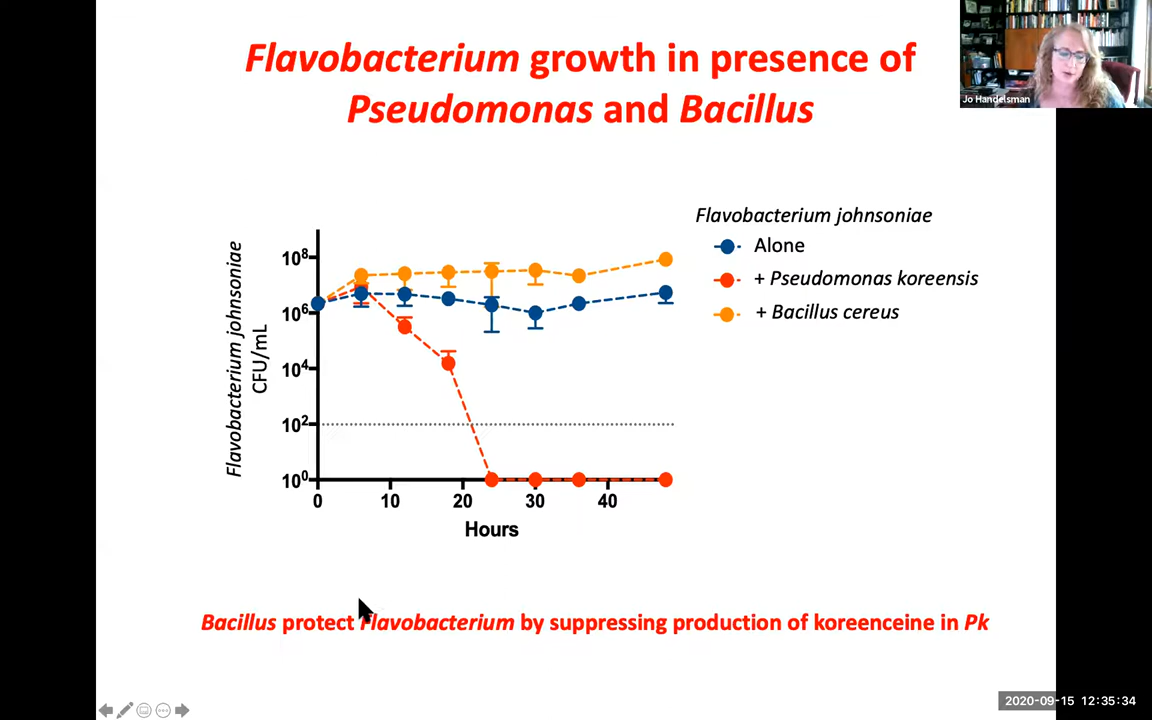 Flavobacterium growth in presence of
Pseudomonas and Bacillus
Jo Handelsman
Flavobacterium johnsoniae
Alone
+ Pseudomonas koreensis
+ Bacillus cereus
Flavobacterium johnsoniae
CFU/mL
10⁸
10⁶
10⁴
10²
10⁰
0 10 20 30 40
Hours
Bacillus protect Flavobacterium by suppressing production of koreenceine in Pk
2020-09-15 12:35:34